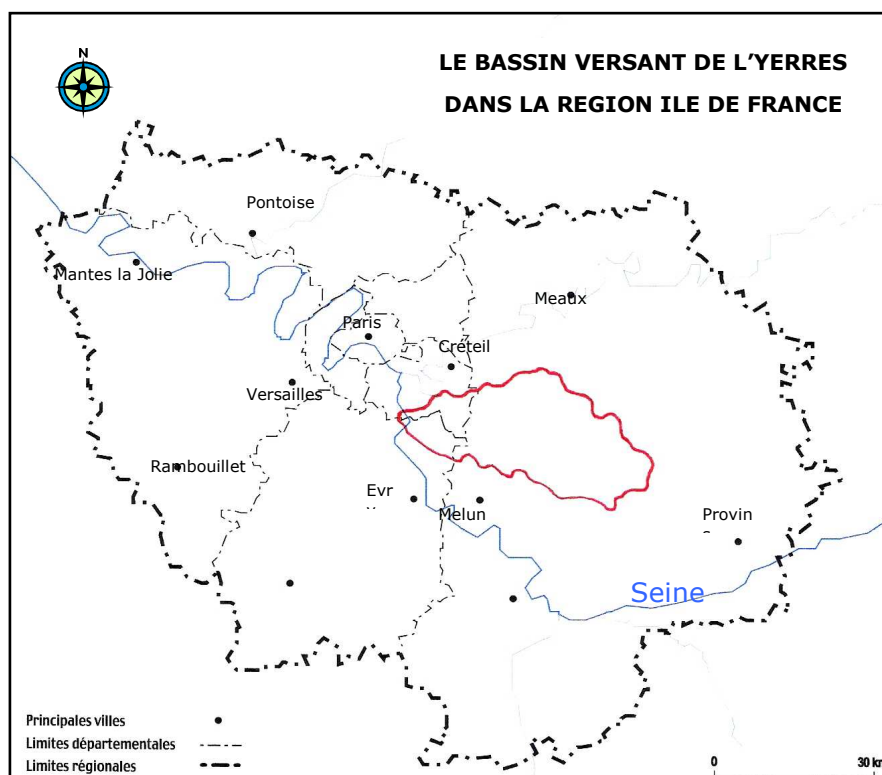 N
LE BASSIN VERSANT DE L'YERRES
DANS LA REGION ILE DE FRANCE
Pontoise
Mantes la Jolie
Meaux
Paris
Créteil
Versailles
Rambouillet
Evr
Melun
Provin
Seine
Principales villes
Limites départementales
Limites régionales
0 30 km